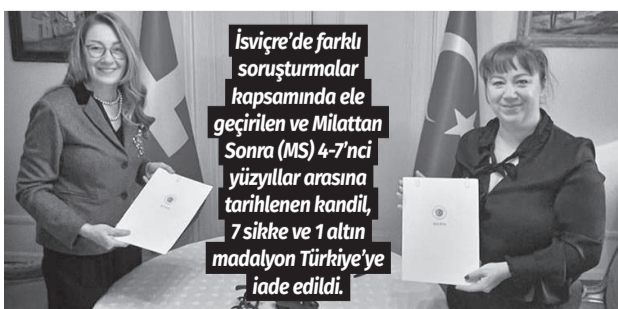 İsviçre’de farklı
soruşturmalar
kapsamında ele
geçirilen ve Milattan
Sonra (MS) 4-7’nci
yüzyıllar arasına
tarihlenen kandil,
7 sikke ve 1 altın
madalyon Türkiye’ye
iade edildi.